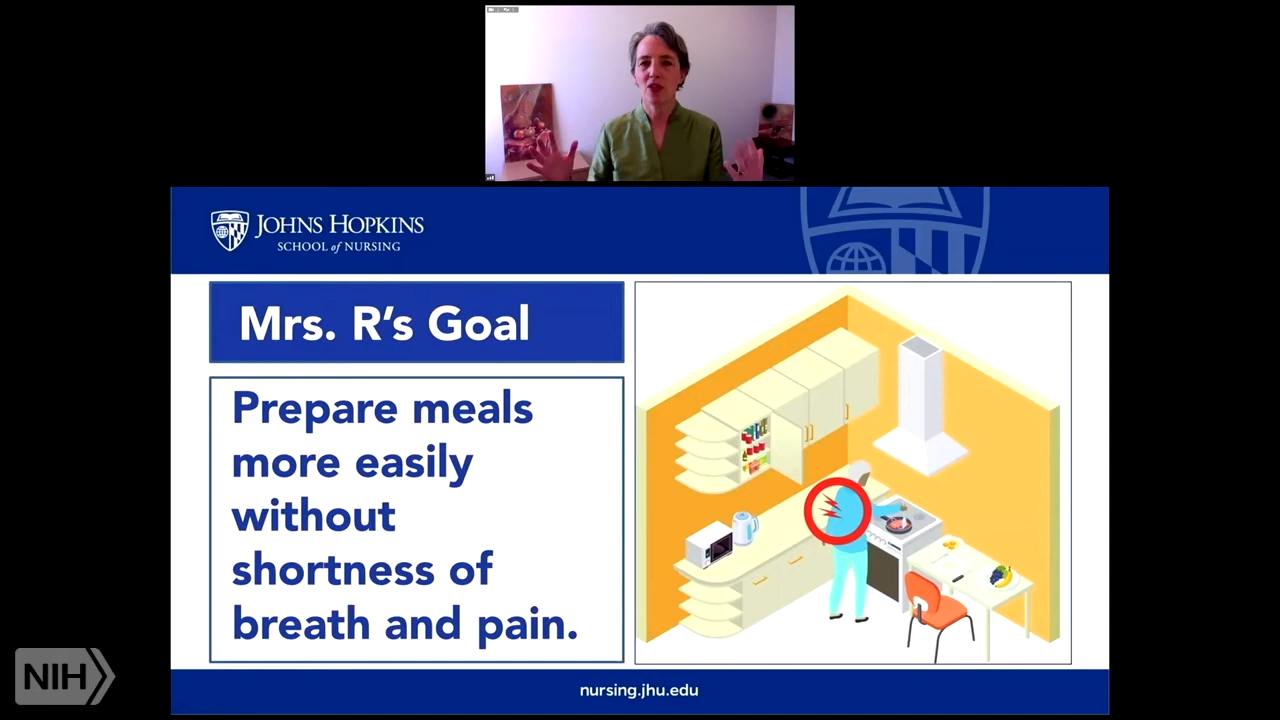 JOHNS HOPKINS
SCHOOL of NURSING
Mrs. R's Goal
Prepare meals
more easily
without
shortness of
breath and pain.
NIH
nursing.jhu.edu